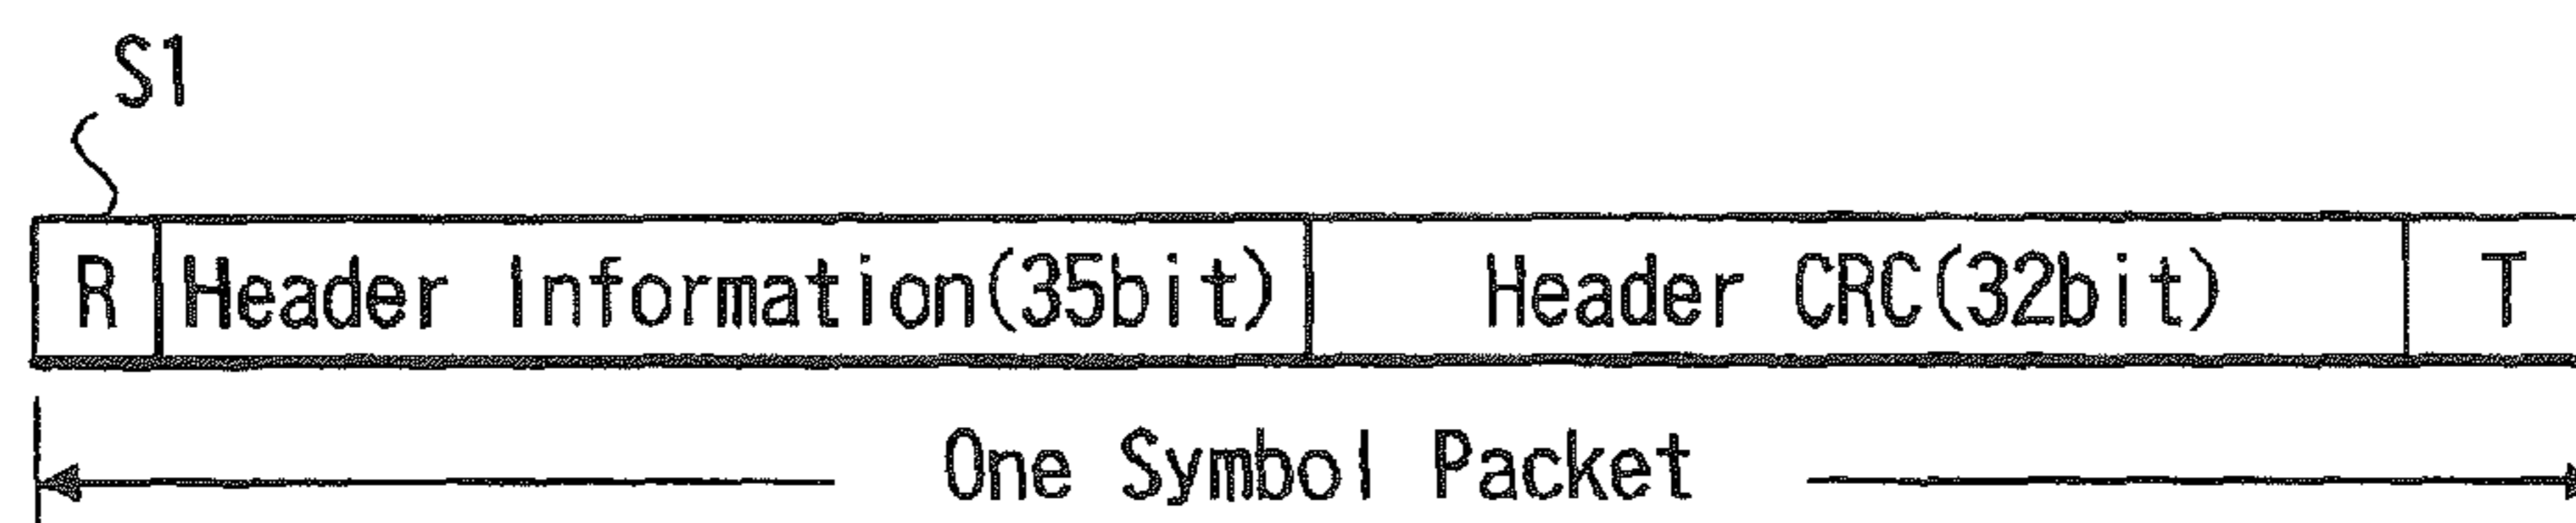 S1
R Header Information(35bit) Header CRC(32bit) T
One Symbol Packet